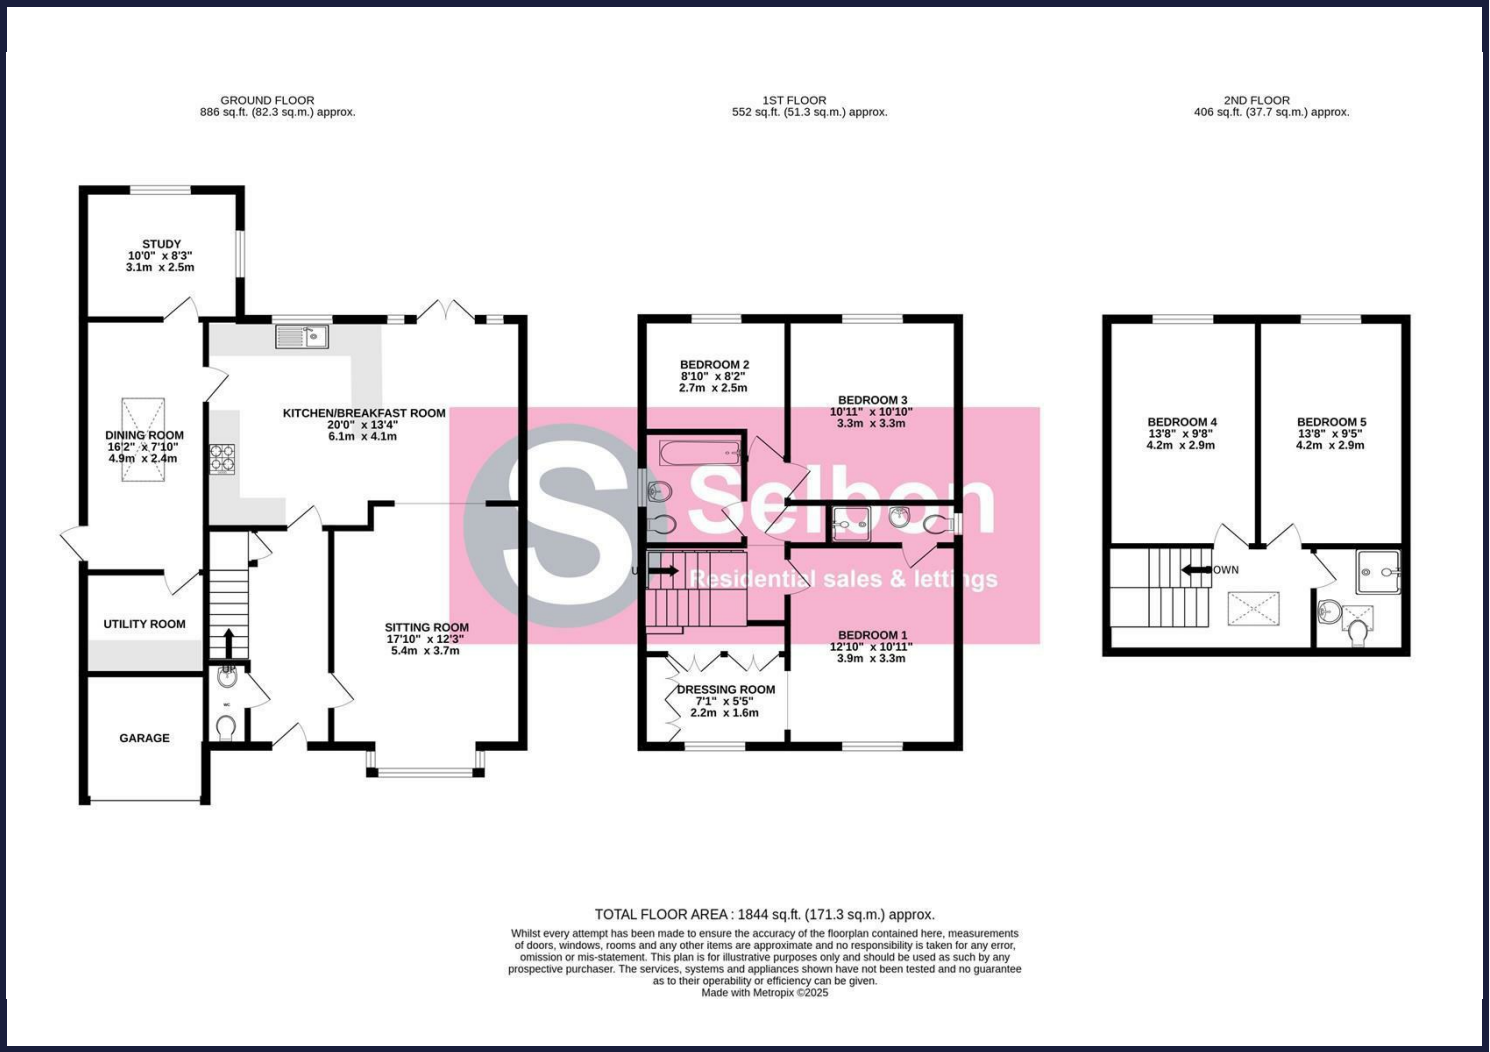 GROUND FLOOR
886 sq.ft. (82.3 sq.m.) approx.
1ST FLOOR
552 sq.ft. (51.3 sq.m.) approx.
2ND FLOOR
406 sq.ft. (37.7 sq.m.) approx.
STUDY
10'0" x 8'3"
3.1m x 2.5m
KITCHEN/BREAKFAST ROOM
20'0" x 13'4"
6.1m x 4.1m
DINING ROOM
16'2" x 7'10"
4.9m x 2.4m
UTILITY ROOM
SITTING ROOM
17'10" x 12'3"
5.4m x 3.7m
UP
WC
GARAGE
BEDROOM 2
8'10" x 8'2"
2.7m x 2.5m
BEDROOM 3
10'11" x 10'10"
3.3m x 3.3m
S Selbon
Residential sales & lettings
U
BEDROOM 1
12'10" x 10'11"
3.9m x 3.3m
DRESSING ROOM
7'1" x 5'5"
2.2m x 1.6m
BEDROOM 4
13'8" x 9'8"
4.2m x 2.9m
BEDROOM 5
13'8" x 9'5"
4.2m x 2.9m
DOWN
TOTAL FLOOR AREA : 1844 sq.ft. (171.3 sq.m.) approx.
Whilst every attempt has been made to ensure the accuracy of the floorplan contained here, measurements
of doors, windows, rooms and any other items are approximate and no responsibility is taken for any error,
omission or mis-statement. This plan is for illustrative purposes only and should be used as such by any
prospective purchaser. The services, systems and appliances shown have not been tested and no guarantee
as to their operability or efficiency can be given.
Made with Metropix ©2025